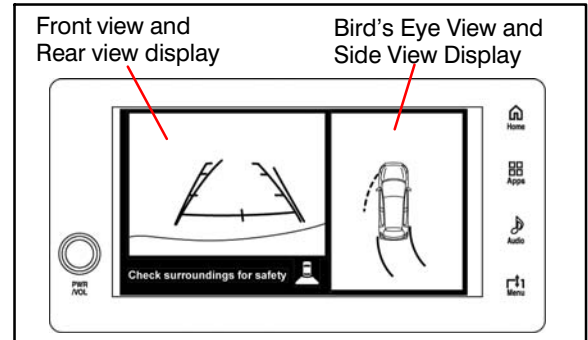 Front view and
Rear view display
Bird's Eye View and
Side View Display
Home
Apps
Audio
Menu
PWR
/VOL
Check surroundings for safety